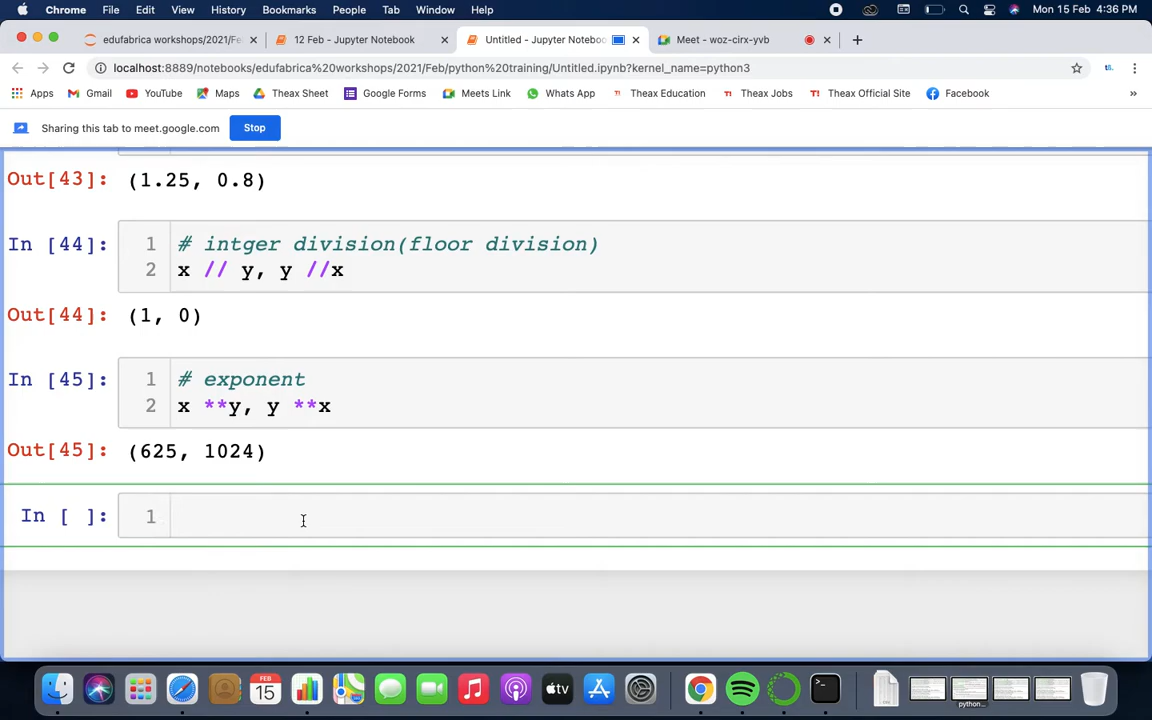 Chrome File Edit View History Bookmarks People Tab Window Help Mon 15 Feb 4:36 PM
edufabrica workshops/2021/Fe 12 Feb - Jupyter Notebook Untitled - Jupyter Noteboo Meet - woz-cirx-yvb
localhost:8889/notebooks/edufabrica%20workshops/2021/Feb/python%20training/Untitled.ipynb?kernel_name=python3
Apps Gmail YouTube Maps Theax Sheet Google Forms Meets Link Whats App Theax Education Theax Jobs Theax Official Site Facebook »
Sharing this tab to meet.google.com Stop
Out[43]: (1.25, 0.8)
In [44]: 1 # intger division(floor division)
2 x // y, y //x
Out[44]: (1, 0)
In [45]: 1 # exponent
2 x **y, y **x
Out[45]: (625, 1024)
In [ ]: 1
FEB
15
tv
python...